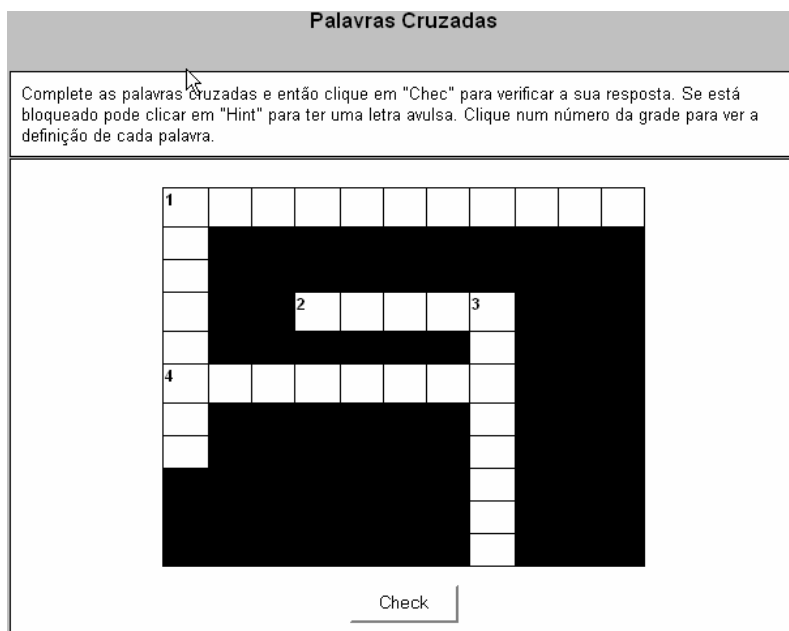 Palavras Cruzadas
Complete as palavras cruzadas e então clique em "Chec" para verificar a sua resposta. Se está
bloqueado pode clicar em "Hint" para ter uma letra avulsa. Clique num número da grade para ver a
definição de cada palavra.
1
2 3
4
Check